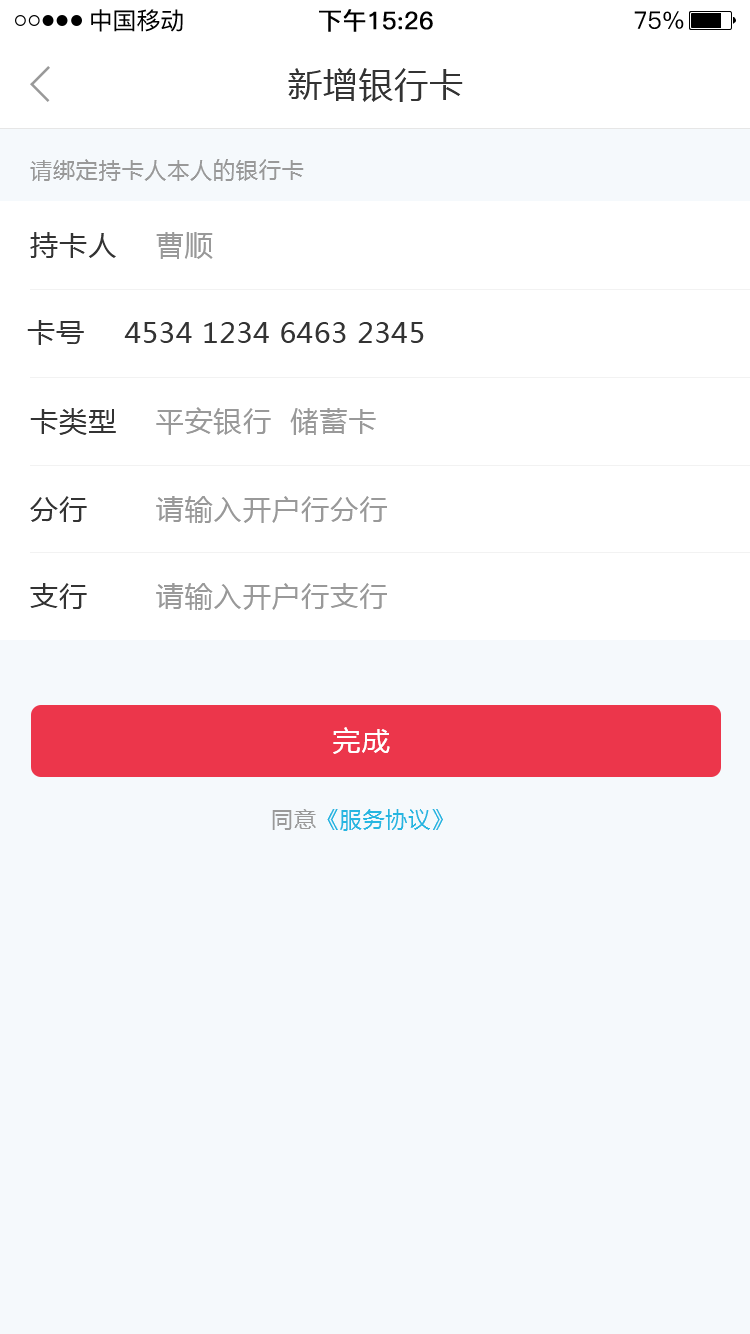 中国移动 下午15:26 75%
新增银行卡
请绑定持卡人本人的银行卡
持卡人 曹顺
卡号 4534 1234 6463 2345
卡类型 平安银行 储蓄卡
分行 请输入开户行分行
支行 请输入开户行支行
完成
同意《服务协议》